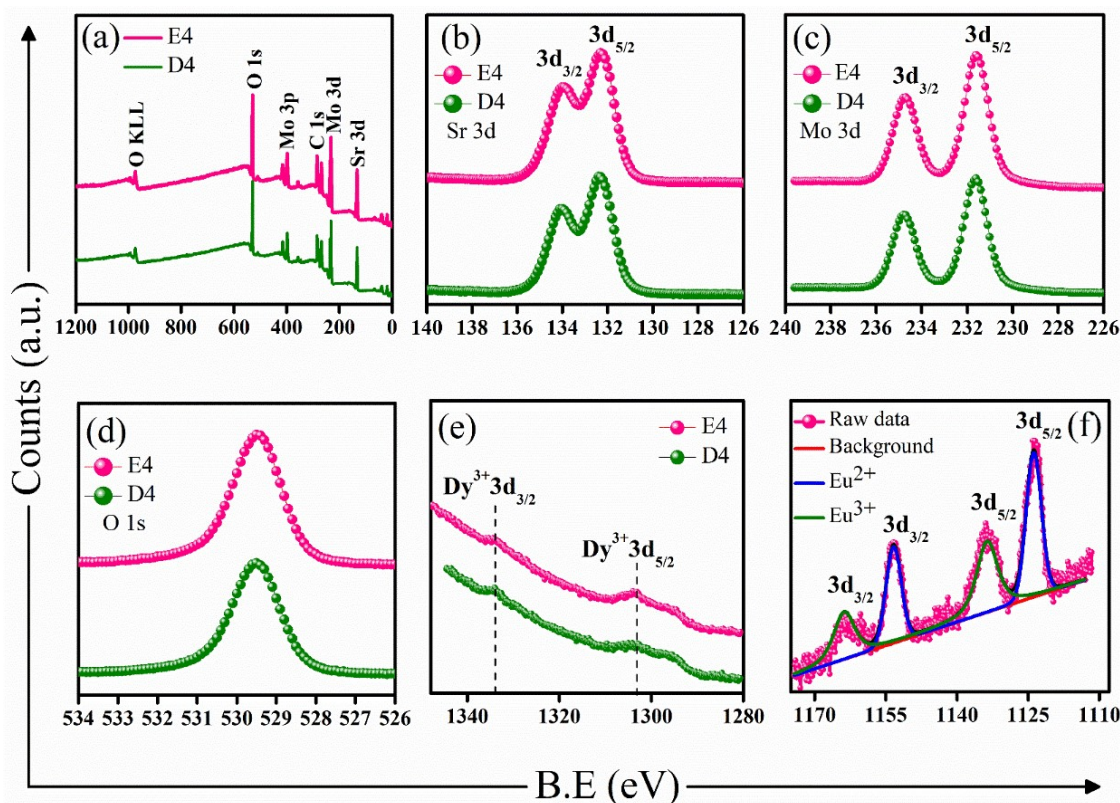 Counts (a.u.)
(a)
E4
D4
O KLL
O 1s
Mo 3p
C 1s
Mo 3d
Sr 3d
1200 1000 800 600 400 200 0
(b)
3d3/2
3d5/2
E4
D4
Sr 3d
140 138 136 134 132 130 128 126
(c)
3d5/2
3d3/2
E4
D4
Mo 3d
240 238 236 234 232 230 228 226
(d)
E4
D4
O 1s
534 533 532 531 530 529 528 527 526
(e)
E4
D4
Dy3+3d3/2
Dy3+3d5/2
1340 1320 1300 1280
(f)
Raw data
Background
Eu2+
Eu3+
3d5/2
3d5/2
3d3/2
3d3/2
1170 1155 1140 1125 1110
B.E (eV)